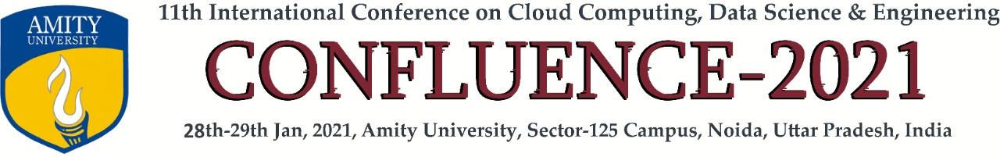 AMITY
UNIVERSITY
11th International Conference on Cloud Computing, Data Science & Engineering
CONFLUENCE-2021
28th-29th Jan, 2021, Amity University, Sector-125 Campus, Noida, Uttar Pradesh, India